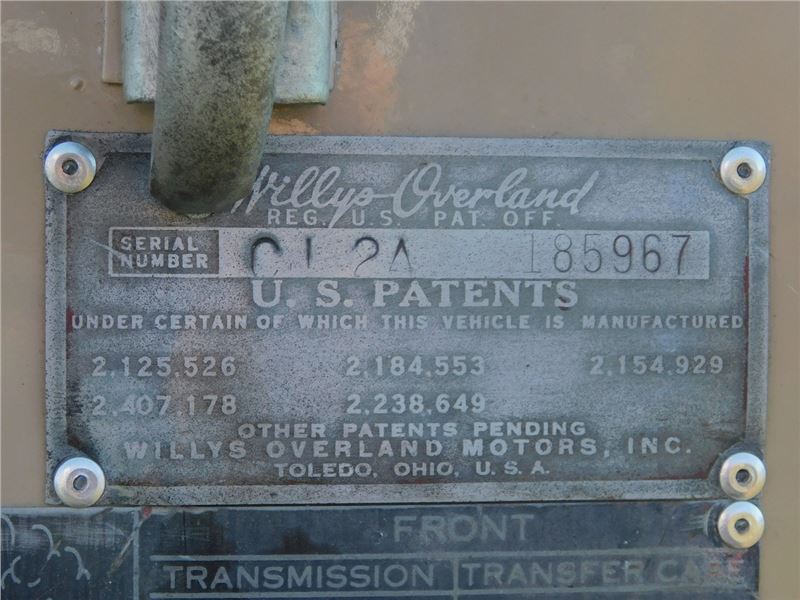 Willys-Overland
REG. U.S. PAT. OFF.
SERIAL NUMBER CJ 2A 185967
U. S. PATENTS
UNDER CERTAIN OF WHICH THIS VEHICLE IS MANUFACTURED
2,125,526 2,184,553 2,154,929
2,407,178 2,238,649
OTHER PATENTS PENDING
WILLYS OVERLAND MOTORS, INC.
TOLEDO, OHIO, U.S.A.
FRONT
TRANSMISSION TRANSFER CASE